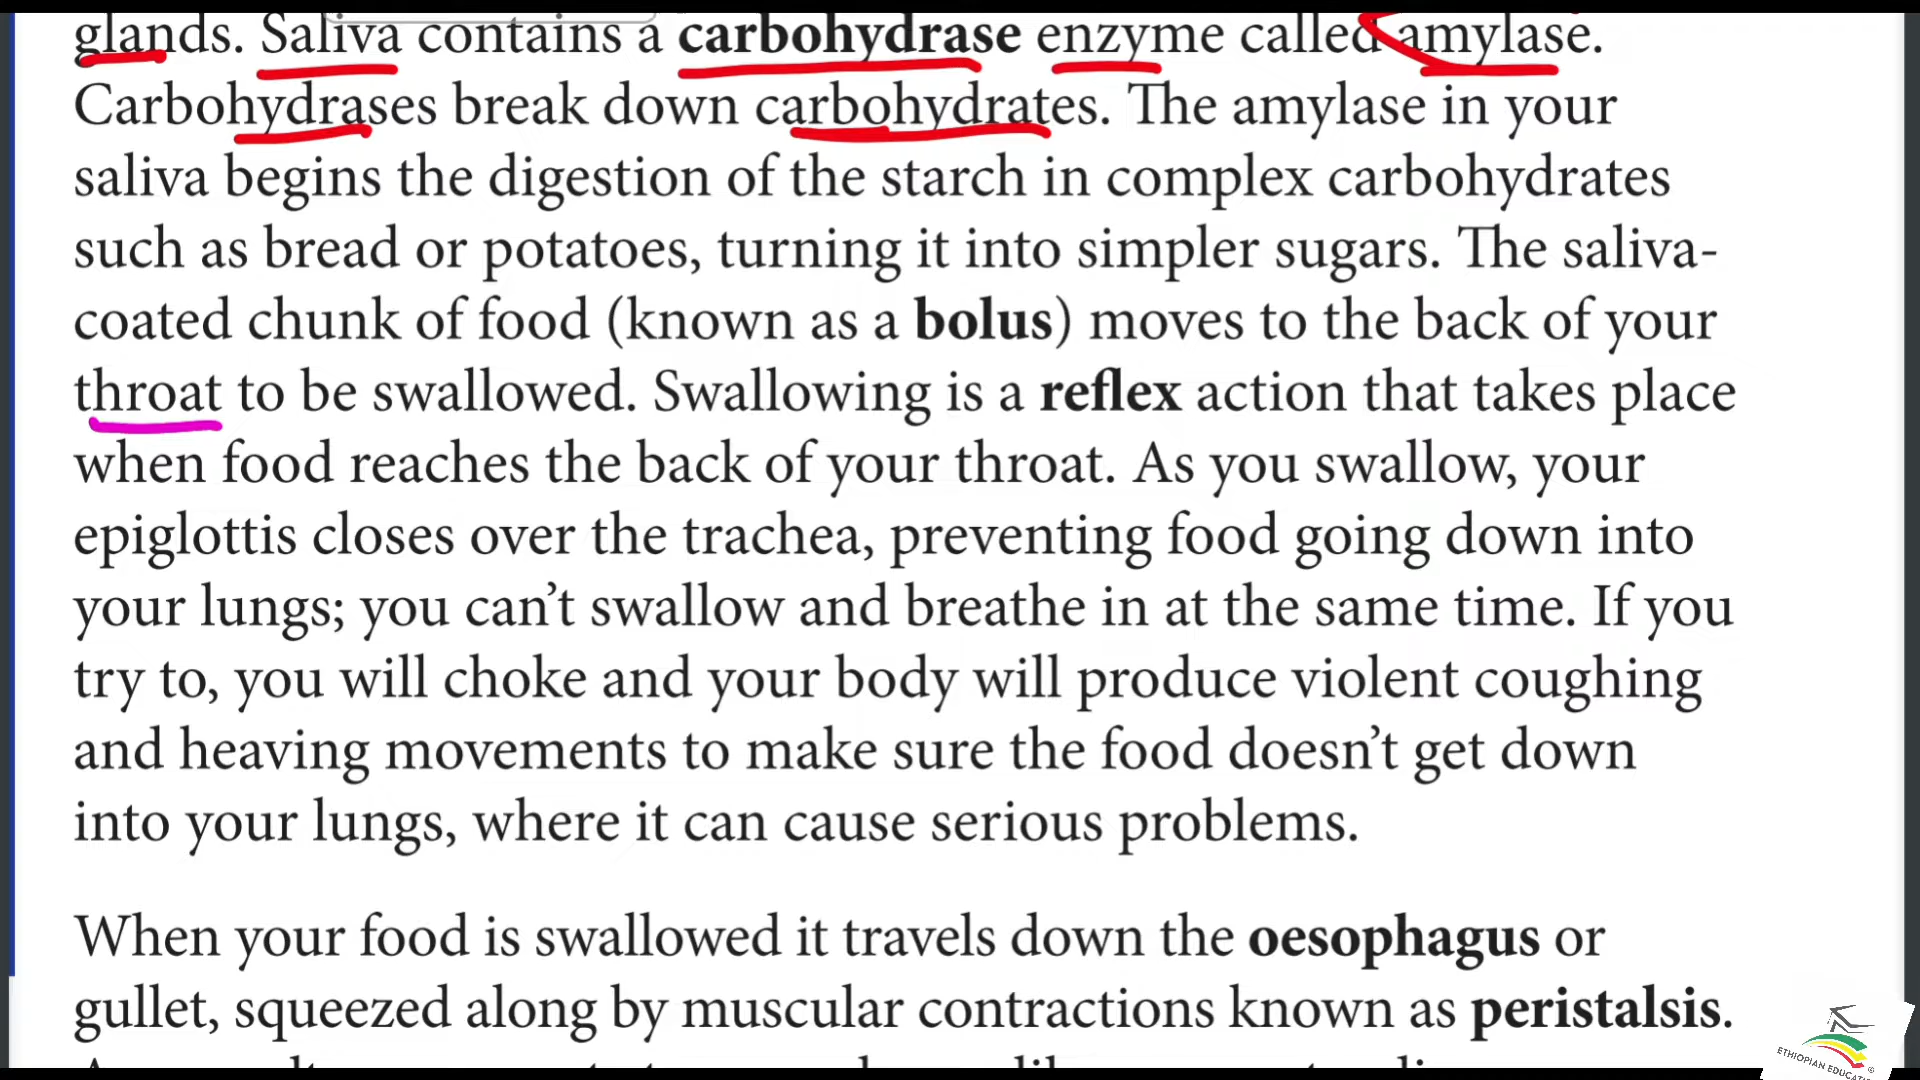 glands. Saliva contains a carbohydrase enzyme called amylase.
Carbohydrases break down carbohydrates. The amylase in your
saliva begins the digestion of the starch in complex carbohydrates
such as bread or potatoes, turning it into simpler sugars. The saliva-
coated chunk of food (known as a bolus) moves to the back of your
throat to be swallowed. Swallowing is a reflex action that takes place
when food reaches the back of your throat. As you swallow, your
epiglottis closes over the trachea, preventing food going down into
your lungs; you can’t swallow and breathe in at the same time. If you
try to, you will choke and your body will produce violent coughing
and heaving movements to make sure the food doesn’t get down
into your lungs, where it can cause serious problems.
When your food is swallowed it travels down the oesophagus or
gullet, squeezed along by muscular contractions known as peristalsis.
ETHIOPIAN